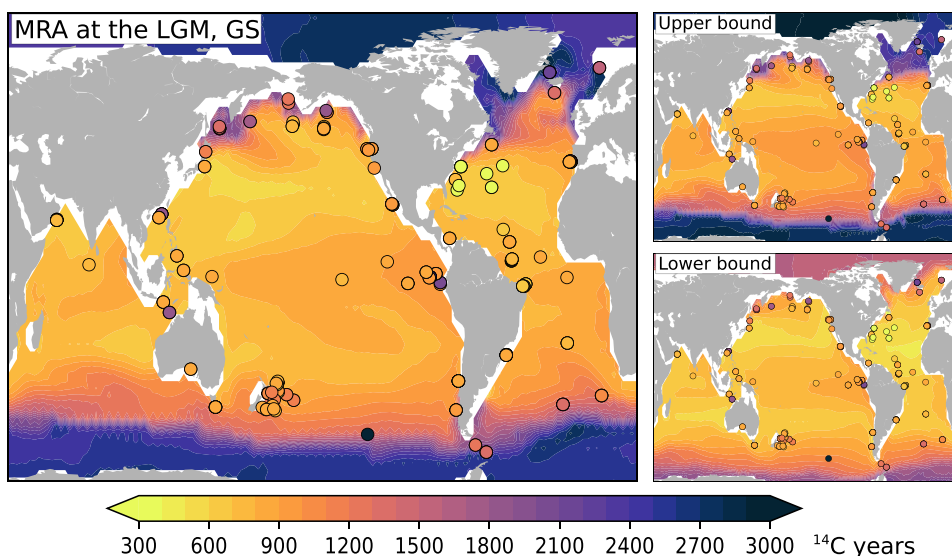 MRA at the LGM, GS
Upper bound
Lower bound
300 600 900 1200 1500 1800 2100 2400 2700 3000 ¹⁴C years